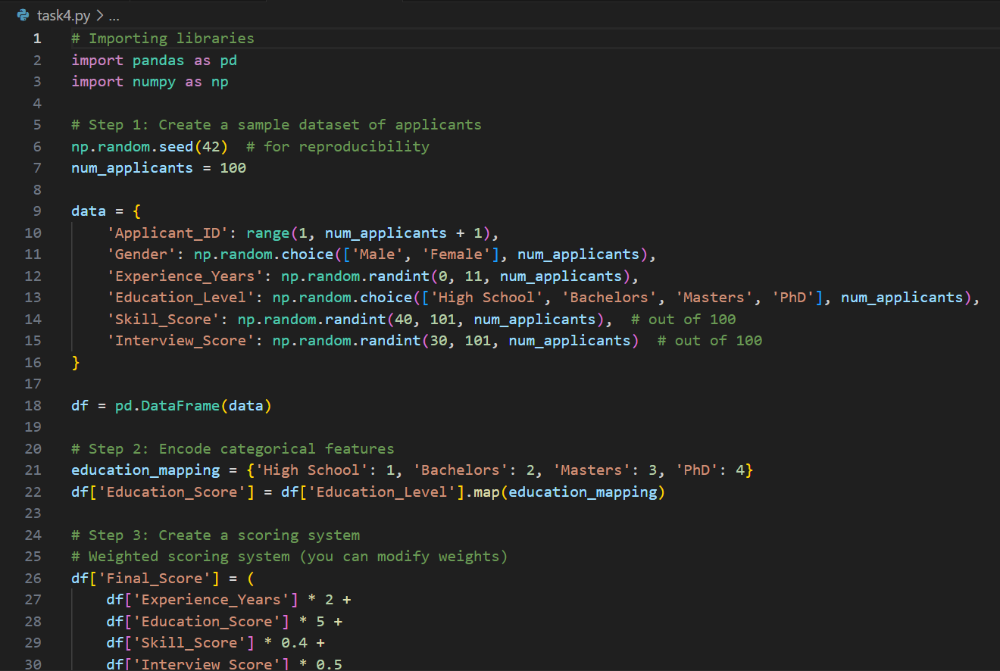 task4.py > ...
1 # Importing libraries
2 import pandas as pd
3 import numpy as np
4
5 # Step 1: Create a sample dataset of applicants
6 np.random.seed(42)  # for reproducibility
7 num_applicants = 100
8
9 data = {
10     'Applicant_ID': range(1, num_applicants + 1),
11     'Gender': np.random.choice(['Male', 'Female'], num_applicants),
12     'Experience_Years': np.random.randint(0, 11, num_applicants),
13     'Education_Level': np.random.choice(['High School', 'Bachelors', 'Masters', 'PhD'], num_applicants),
14     'Skill_Score': np.random.randint(40, 101, num_applicants),  # out of 100
15     'Interview_Score': np.random.randint(30, 101, num_applicants)  # out of 100
16 }
17
18 df = pd.DataFrame(data)
19
20 # Step 2: Encode categorical features
21 education_mapping = {'High School': 1, 'Bachelors': 2, 'Masters': 3, 'PhD': 4}
22 df['Education_Score'] = df['Education_Level'].map(education_mapping)
23
24 # Step 3: Create a scoring system
25 # Weighted scoring system (you can modify weights)
26 df['Final_Score'] = (
27     df['Experience_Years'] * 2 +
28     df['Education_Score'] * 5 +
29     df['Skill_Score'] * 0.4 +
30     df['Interview_Score'] * 0.5